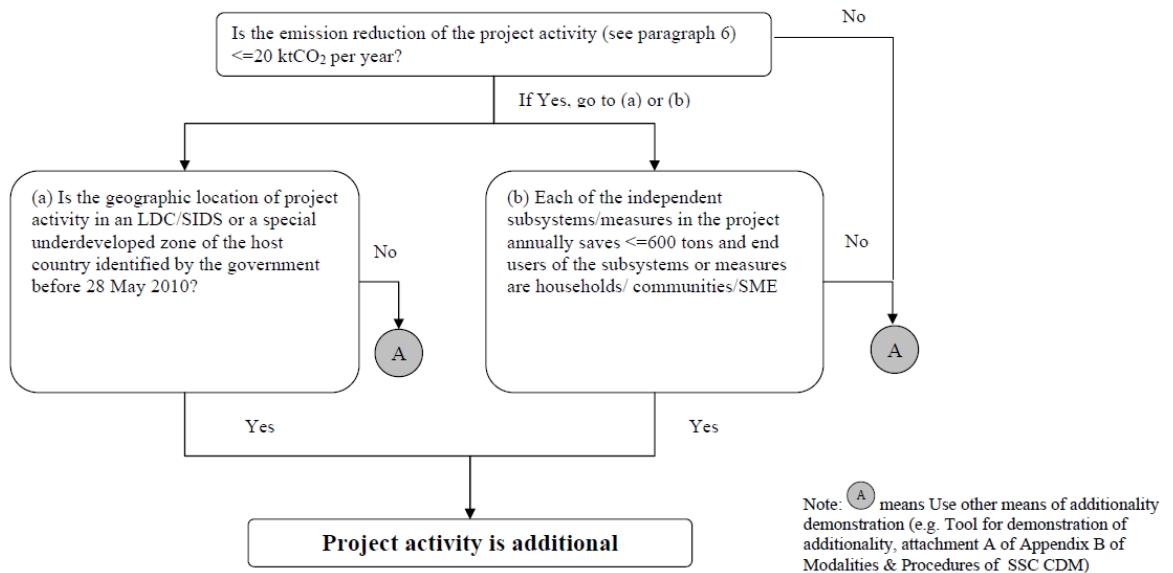 No
Is the emission reduction of the project activity (see paragraph 6)
<=20 ktCO₂ per year?
If Yes, go to (a) or (b)
(a) Is the geographic location of project
activity in an LDC/SIDS or a special
underdeveloped zone of the host
country identified by the government
before 28 May 2010?
No
A
(b) Each of the independent
subsystems/measures in the project
annually saves <=600 tons and end
users of the subsystems or measures
are households/ communities/SME
No
A
Yes
Yes
Project activity is additional
Note: A means Use other means of additionality
demonstration (e.g. Tool for demonstration of
additionality, attachment A of Appendix B of
Modalities & Procedures of SSC CDM)